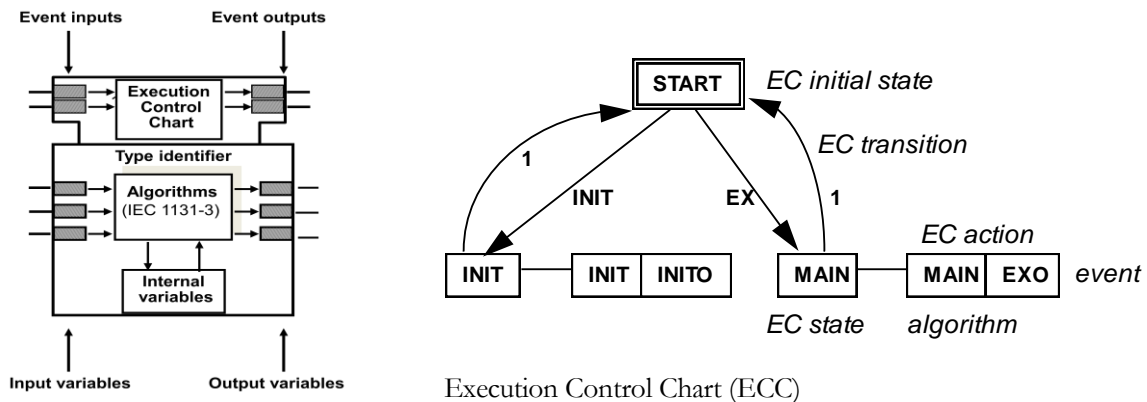 Event inputs
Event outputs
Execution
Control
Chart
Type identifier
Algorithms
(IEC 1131-3)
Internal
variables
Input variables
Output variables
START
EC initial state
1
EC transition
INIT
EX
1
EC action
INIT
INIT
INITO
MAIN
MAIN
EXO
event
EC state
algorithm
Execution Control Chart (ECC)